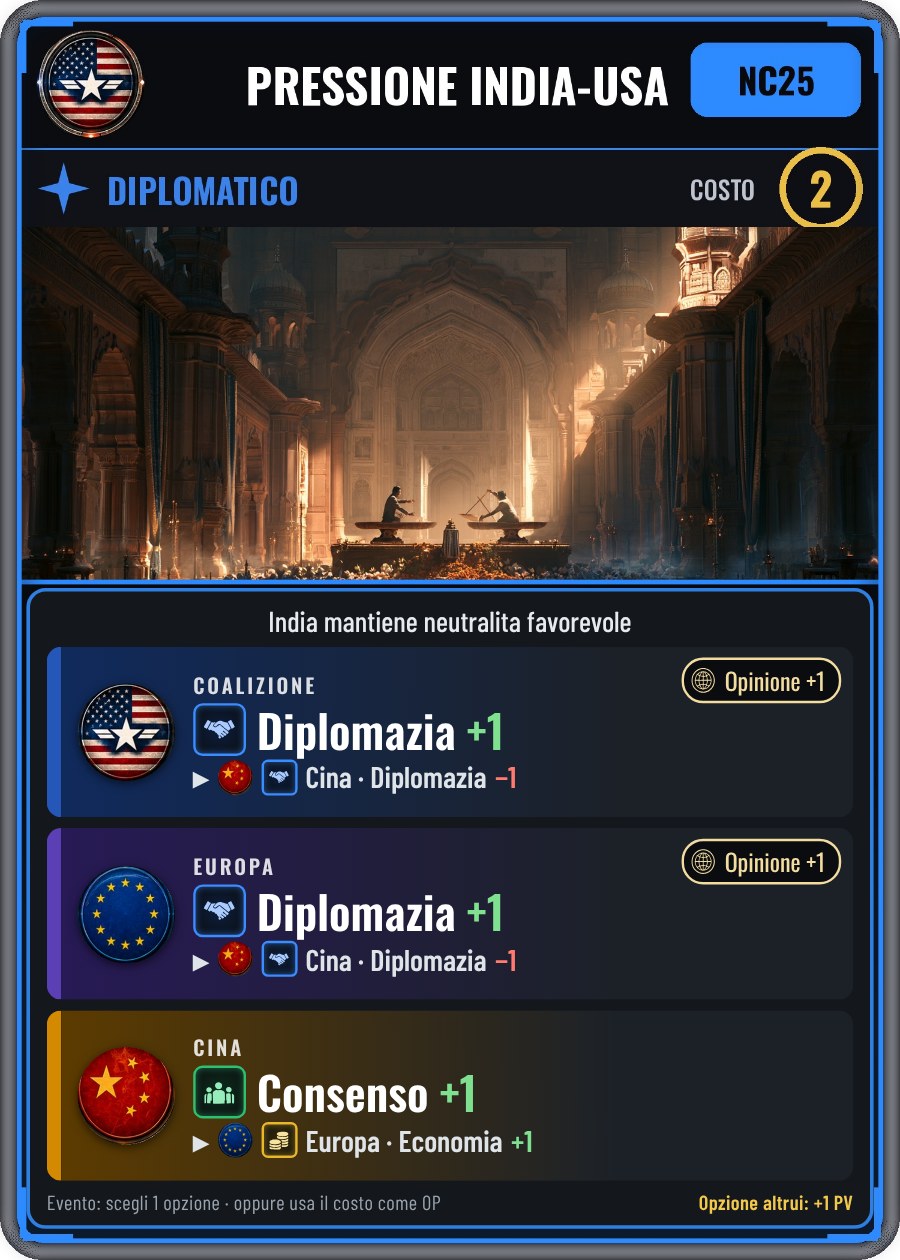 PRESSIONE INDIA-USA
NC25
DIPLOMATICO
COSTO
2
India mantiene neutralita favorevole
COALIZIONE
Opinione +1
Diplomazia +1
▶ Cina · Diplomazia −1
EUROPA
Opinione +1
Diplomazia +1
▶ Cina · Diplomazia −1
CINA
Consenso +1
▶ Europa · Economia +1
Evento: scegli 1 opzione · oppure usa il costo come OP
Opzione altrui: +1 PV